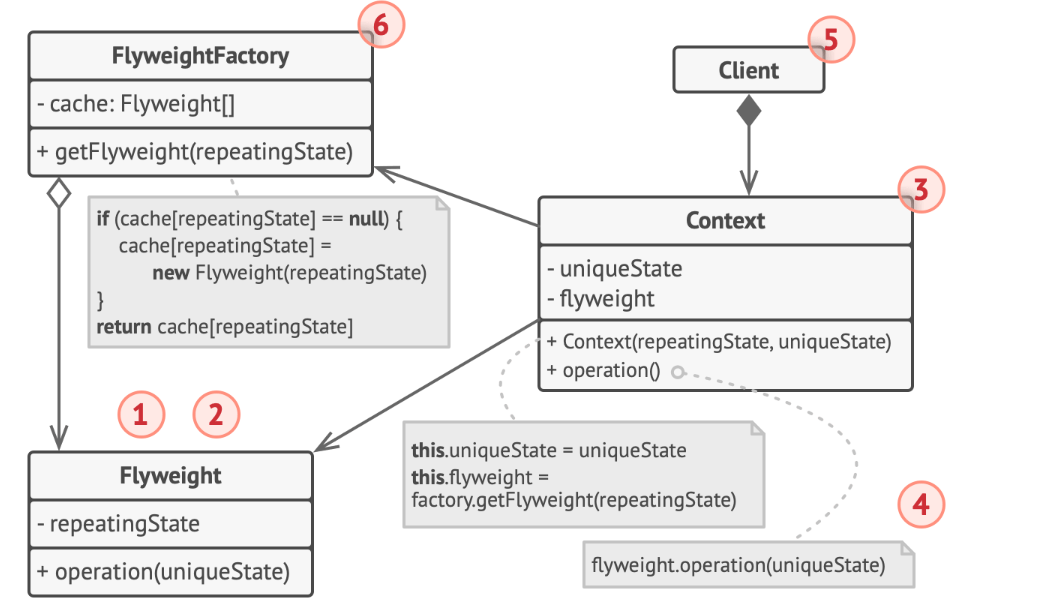 6
FlyweightFactory
- cache: Flyweight[]
+ getFlyweight(repeatingState)
if (cache[repeatingState] == null) {
cache[repeatingState] =
new Flyweight(repeatingState)
}
return cache[repeatingState]
5
Client
3
Context
- uniqueState
- flyweight
+ Context(repeatingState, uniqueState)
+ operation()
1
2
Flyweight
- repeatingState
+ operation(uniqueState)
this.uniqueState = uniqueState
this.flyweight =
factory.getFlyweight(repeatingState)
4
flyweight.operation(uniqueState)